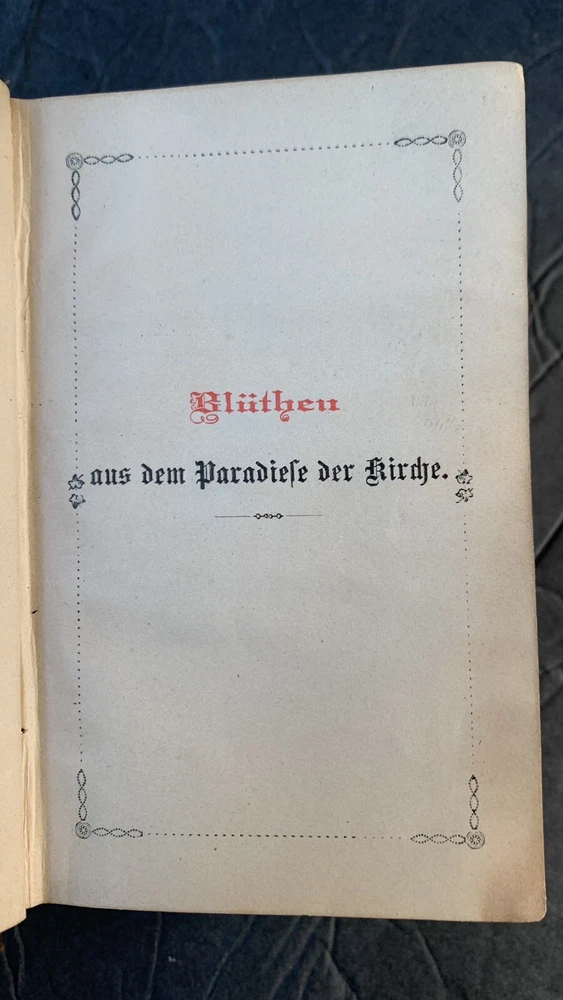 Blüthen
aus dem Paradieſe der Kirche.